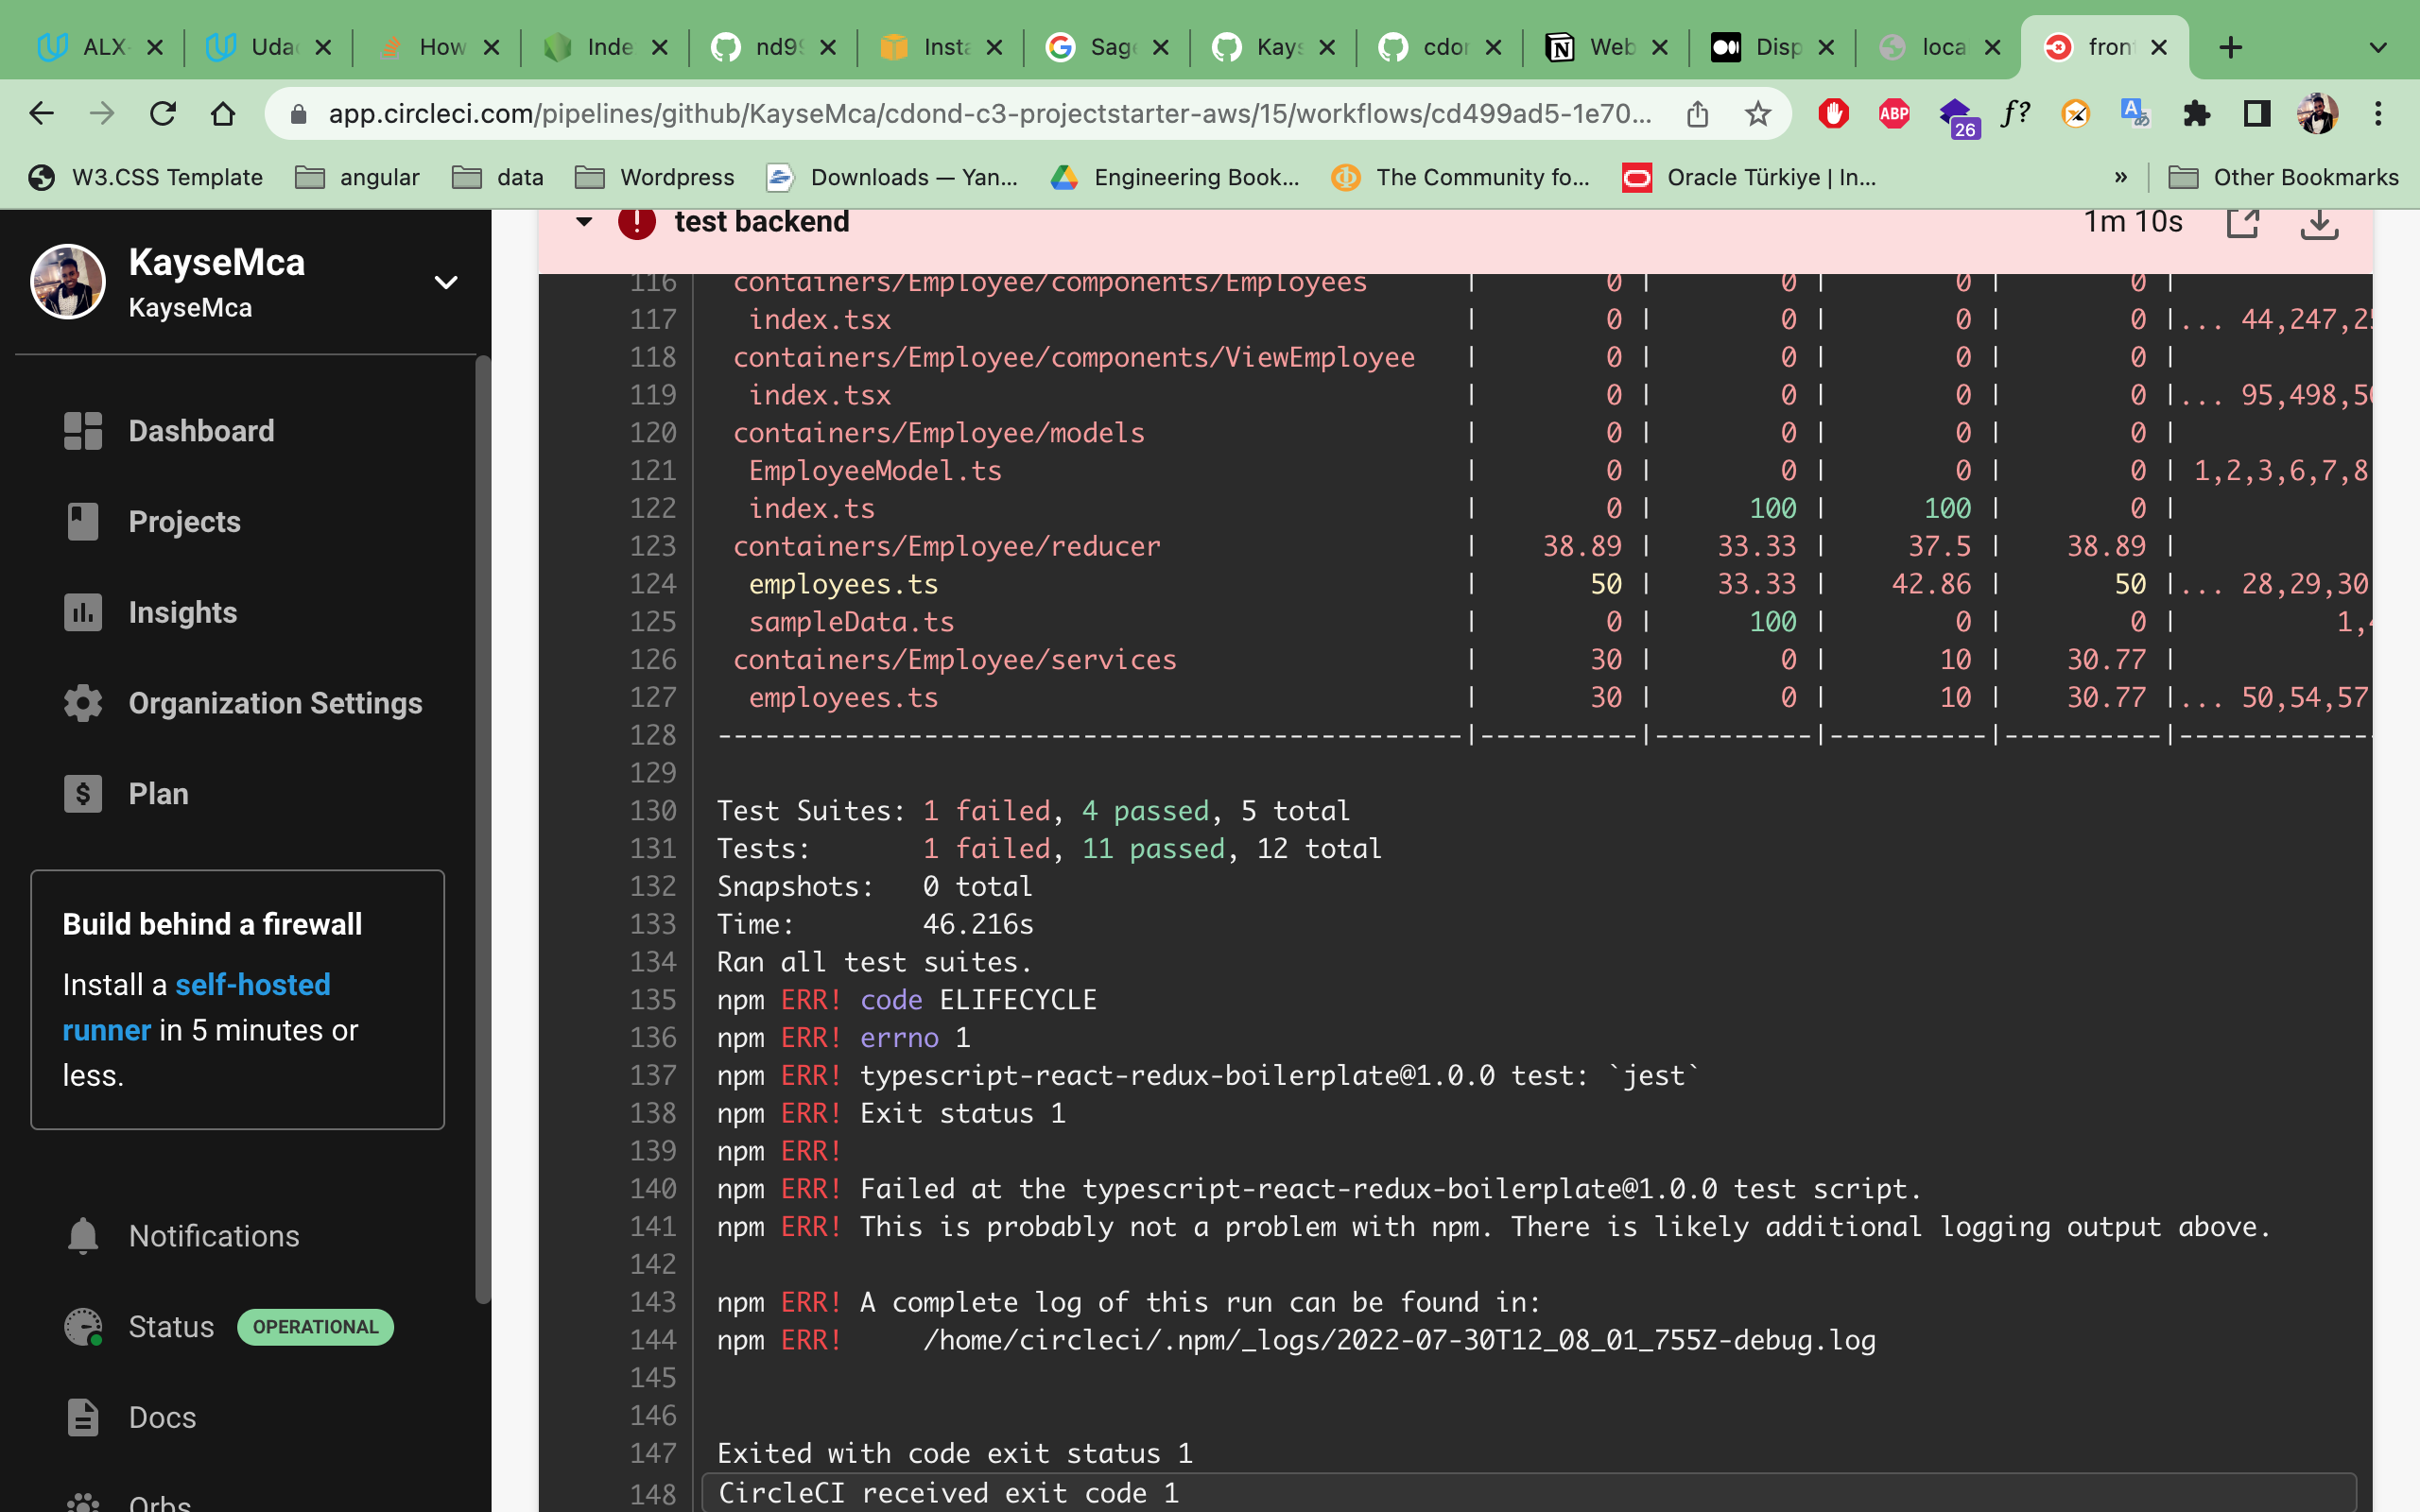 ALX-
Uda
How
Inde
nd9
Insta
Sage
Kays
cdon
Web
Disp
loca
fron
app.circleci.com/pipelines/github/KayseMca/cdond-c3-projectstarter-aws/15/workflows/cd499ad5-1e70...
ABP
26
f?
W3.CSS Template
angular
data
Wordpress
Downloads — Yan...
Engineering Book...
The Community fo...
Oracle Türkiye | In...
»
Other Bookmarks
KayseMca
KayseMca
Dashboard
Projects
Insights
Organization Settings
Plan
Build behind a firewall
Install a self-hosted
runner in 5 minutes or
less.
Notifications
Status OPERATIONAL
Docs
Orbs
test backend 1m 10s
116 containers/Employee/components/Employees | 0 | 0 | 0 | 0 |
117 index.tsx | 0 | 0 | 0 | 0 |... 44,247,25
118 containers/Employee/components/ViewEmployee | 0 | 0 | 0 | 0 |
119 index.tsx | 0 | 0 | 0 | 0 |... 95,498,50
120 containers/Employee/models | 0 | 0 | 0 | 0 |
121 EmployeeModel.ts | 0 | 0 | 0 | 0 | 1,2,3,6,7,8
122 index.ts | 0 | 100 | 100 | 0 |
123 containers/Employee/reducer | 38.89 | 33.33 | 37.5 | 38.89 |
124 employees.ts | 50 | 33.33 | 42.86 | 50 |... 28,29,30
125 sampleData.ts | 0 | 100 | 0 | 0 | 1,4
126 containers/Employee/services | 30 | 0 | 10 | 30.77 |
127 employees.ts | 30 | 0 | 10 | 30.77 |... 50,54,57
128 -----------------------------------------------|----------|----------|----------|----------|------------
129
130 Test Suites: 1 failed, 4 passed, 5 total
131 Tests: 1 failed, 11 passed, 12 total
132 Snapshots: 0 total
133 Time: 46.216s
134 Ran all test suites.
135 npm ERR! code ELIFECYCLE
136 npm ERR! errno 1
137 npm ERR! typescript-react-redux-boilerplate@1.0.0 test: `jest`
138 npm ERR! Exit status 1
139 npm ERR!
140 npm ERR! Failed at the typescript-react-redux-boilerplate@1.0.0 test script.
141 npm ERR! This is probably not a problem with npm. There is likely additional logging output above.
142
143 npm ERR! A complete log of this run can be found in:
144 npm ERR! /home/circleci/.npm/_logs/2022-07-30T12_08_01_755Z-debug.log
145
146
147 Exited with code exit status 1
148 CircleCI received exit code 1